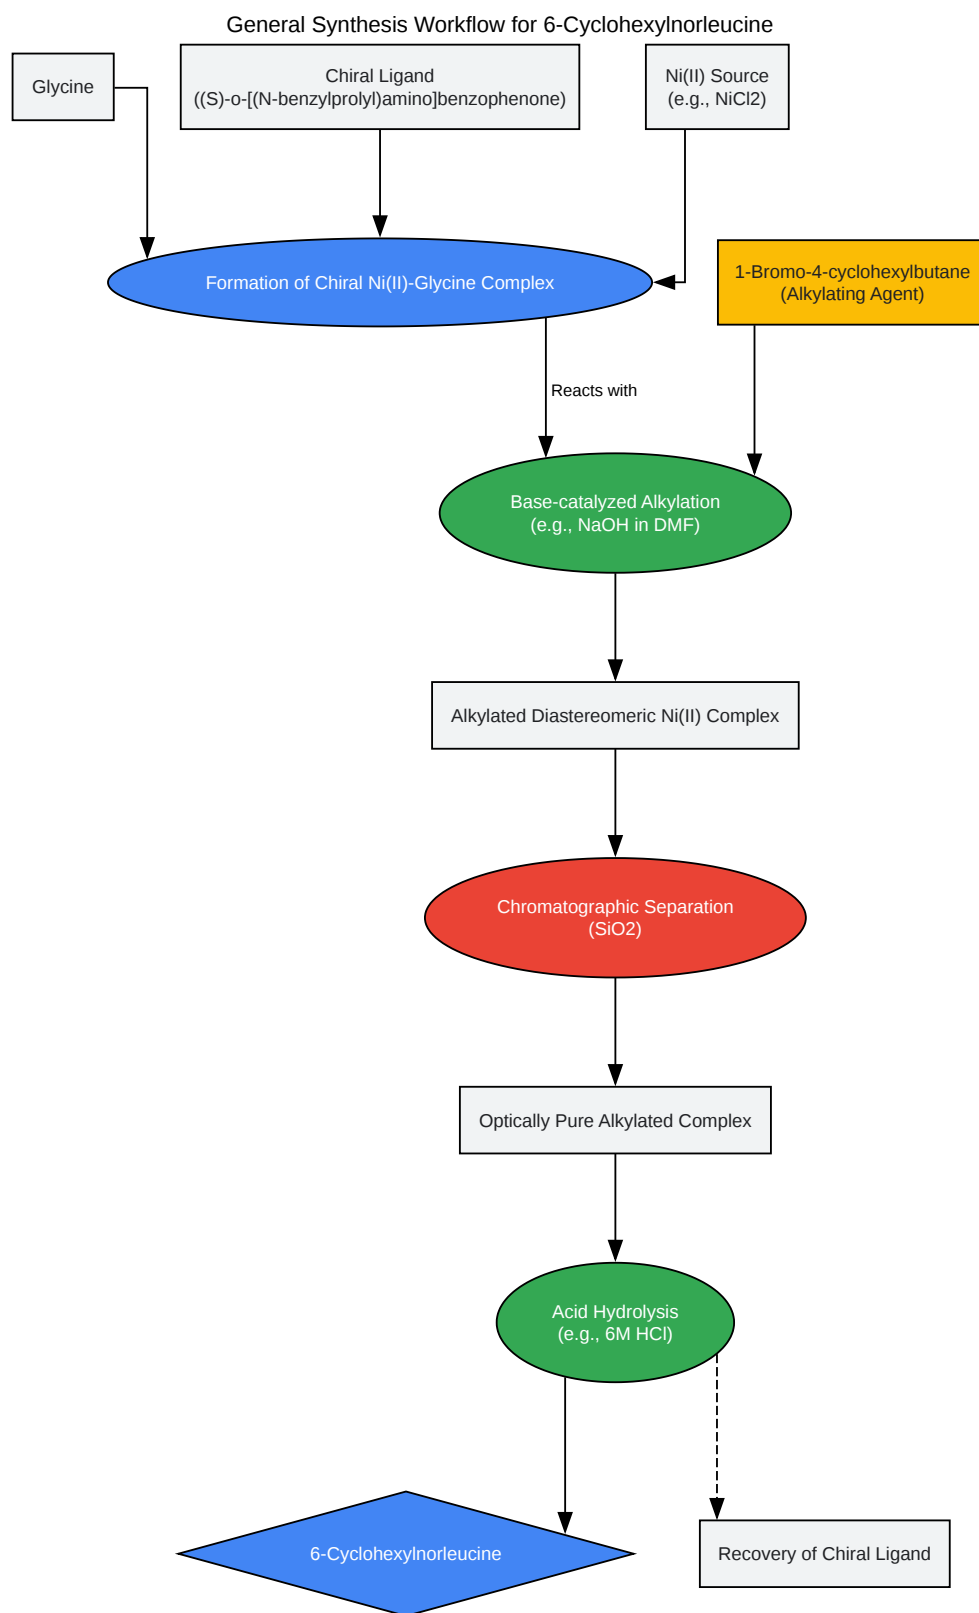 General Synthesis Workflow for 6-Cyclohexylnorleucine
Glycine
Chiral Ligand
((S)-o-[(N-benzylprolyl)amino]benzophenone)
Ni(II) Source
(e.g., NiCl2)
Formation of Chiral Ni(II)-Glycine Complex
1-Bromo-4-cyclohexylbutane
(Alkylating Agent)
Reacts with
Base-catalyzed Alkylation
(e.g., NaOH in DMF)
Alkylated Diastereomeric Ni(II) Complex
Chromatographic Separation
(SiO2)
Optically Pure Alkylated Complex
Acid Hydrolysis
(e.g., 6M HCl)
6-Cyclohexylnorleucine
Recovery of Chiral Ligand